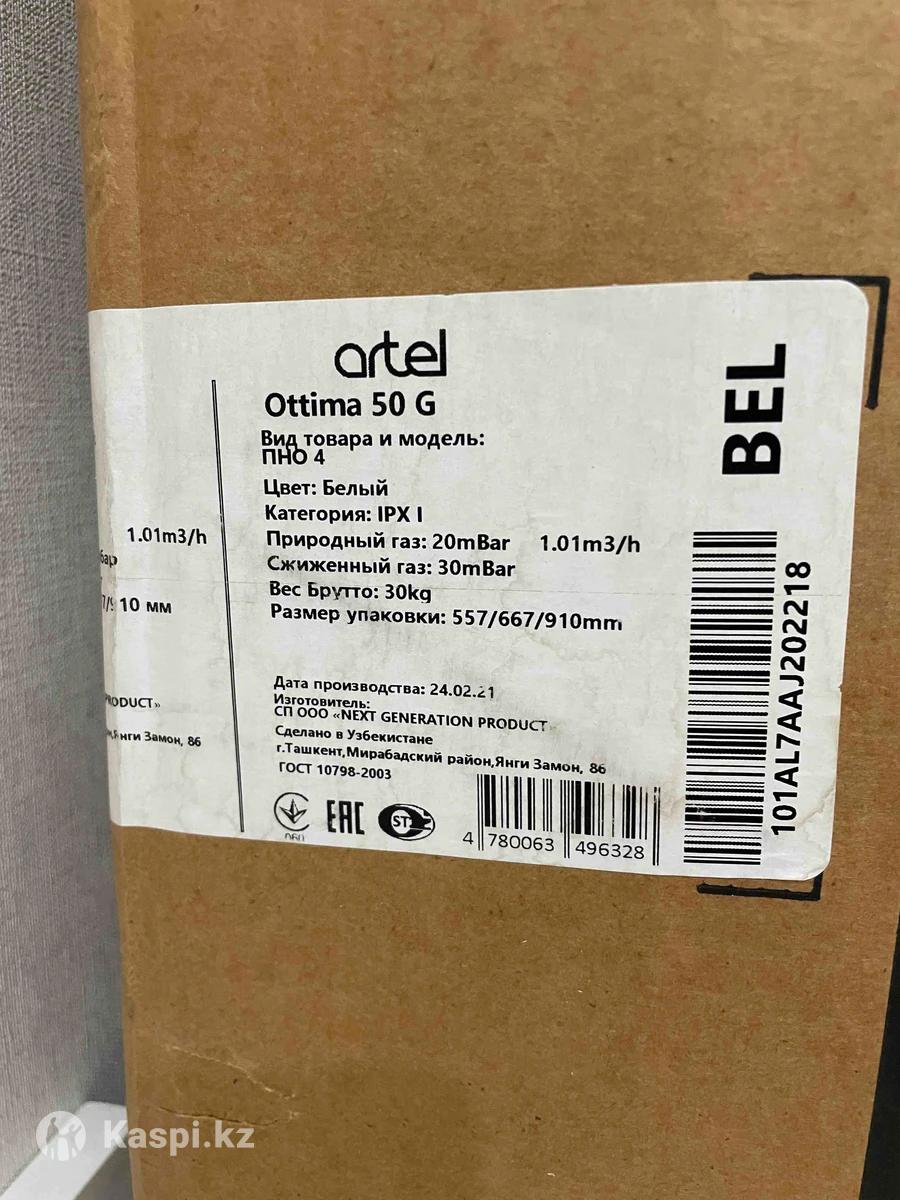 artel
Ottima 50 G
Вид товара и модель:
ПНО 4
Цвет: Белый
Категория: IPX I
Природный газ: 20mBar 1.01m3/h
Сжиженный газ: 30mBar
Вес Брутто: 30kg
Размер упаковки: 557/667/910mm
Дата производства: 24.02.21
Изготовитель:
СП ООО «NEXT GENERATION PRODUCT
Сделано в Узбекистане
г.Ташкент,Мирабадский район,Янги Замон, 86
ГОСТ 10798-2003
EAC
ST
4 780063 496328
BEL
101AL7AAJ202218
1.01m3/h
10 мм
PRODUCT»
нги Замон, 86
Kaspi.kz